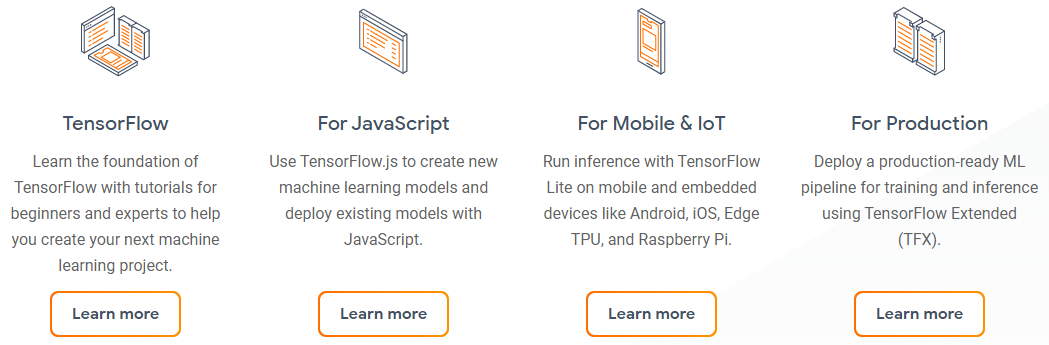 TensorFlow
Learn the foundation of
TensorFlow with tutorials for
beginners and experts to help
you create your next machine
learning project.
Learn more
For JavaScript
Use TensorFlow.js to create new
machine learning models and
deploy existing models with
JavaScript.
Learn more
For Mobile & IoT
Run inference with TensorFlow
Lite on mobile and embedded
devices like Android, iOS, Edge
TPU, and Raspberry Pi.
Learn more
For Production
Deploy a production-ready ML
pipeline for training and inference
using TensorFlow Extended
(TFX).
Learn more